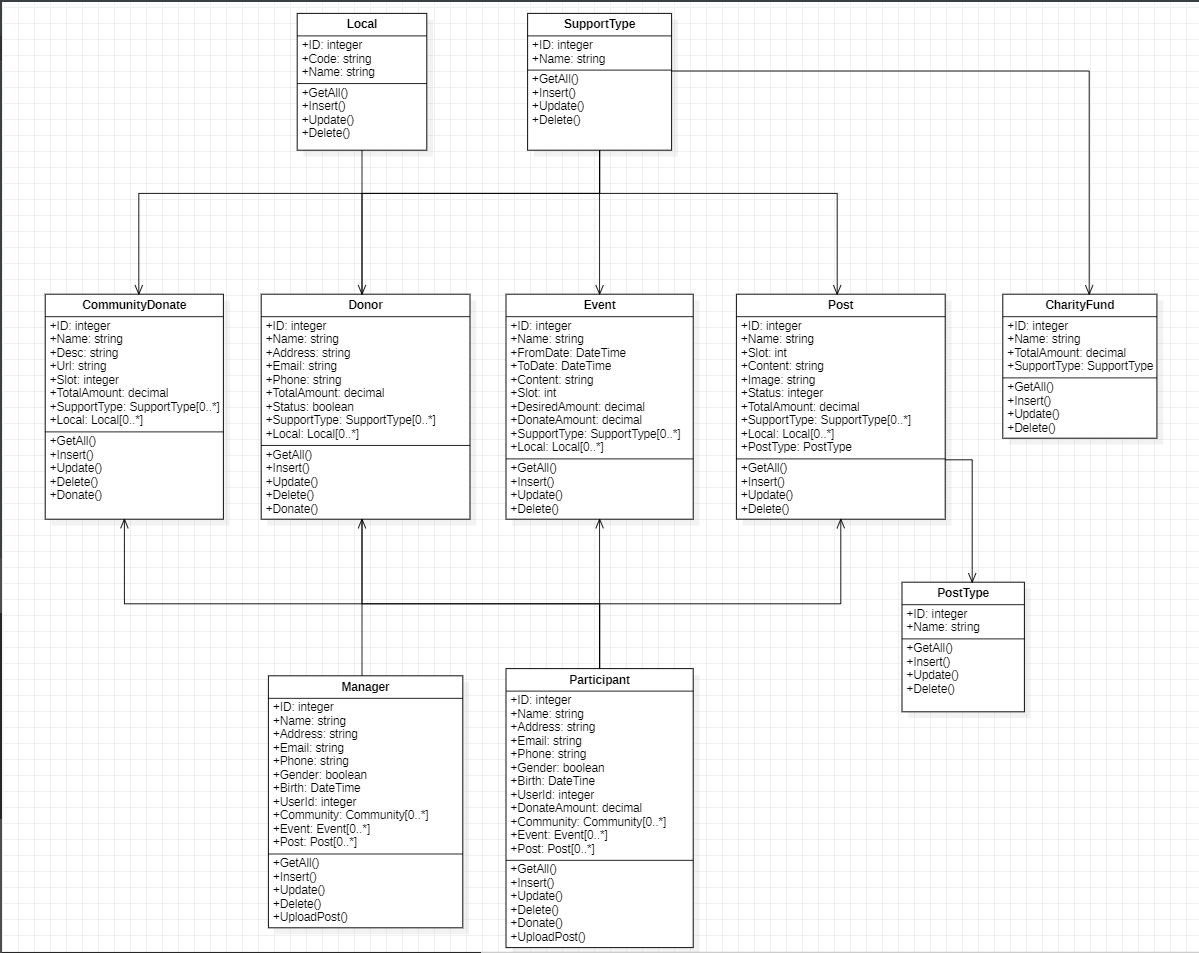 Local
+ID: integer
+Code: string
+Name: string
+GetAll()
+Insert()
+Update()
+Delete()
SupportType
+ID: integer
+Name: string
+GetAll()
+Insert()
+Update()
+Delete()
CommunityDonate
+ID: integer
+Name: string
+Desc: string
+Url: string
+Slot: integer
+TotalAmount: decimal
+SupportType: SupportType[0..*]
+Local: Local[0..*]
+GetAll()
+Insert()
+Update()
+Delete()
+Donate()
Donor
+ID: integer
+Name: string
+Address: string
+Email: string
+Phone: string
+TotalAmount: decimal
+Status: boolean
+SupportType: SupportType[0..*]
+Local: Local[0..*]
+GetAll()
+Insert()
+Update()
+Delete()
+Donate()
Event
+ID: integer
+Name: string
+FromDate: DateTime
+ToDate: DateTime
+Content: string
+Slot: int
+DesiredAmount: decimal
+DonateAmount: decimal
+SupportType: SupportType[0..*]
+Local: Local[0..*]
+GetAll()
+Insert()
+Update()
+Delete()
Post
+ID: integer
+Name: string
+Slot: int
+Content: string
+Image: string
+Status: integer
+TotalAmount: decimal
+SupportType: SupportType[0..*]
+Local: Local[0..*]
+PostType: PostType
+GetAll()
+Insert()
+Update()
+Delete()
CharityFund
+ID: integer
+Name: string
+TotalAmount: decimal
+SupportType: SupportType
+GetAll()
+Insert()
+Update()
+Delete()
PostType
+ID: integer
+Name: string
+GetAll()
+Insert()
+Update()
+Delete()
Manager
+ID: integer
+Name: string
+Address: string
+Email: string
+Phone: string
+Gender: boolean
+Birth: DateTime
+UserId: integer
+Community: Community[0..*]
+Event: Event[0..*]
+Post: Post[0..*]
+GetAll()
+Insert()
+Update()
+Delete()
+UploadPost()
Participant
+ID: integer
+Name: string
+Address: string
+Email: string
+Phone: string
+Gender: boolean
+Birth: DateTine
+UserId: integer
+DonateAmount: decimal
+Community: Community[0..*]
+Event: Event[0..*]
+Post: Post[0..*]
+GetAll()
+Insert()
+Update()
+Delete()
+Donate()
+UploadPost()